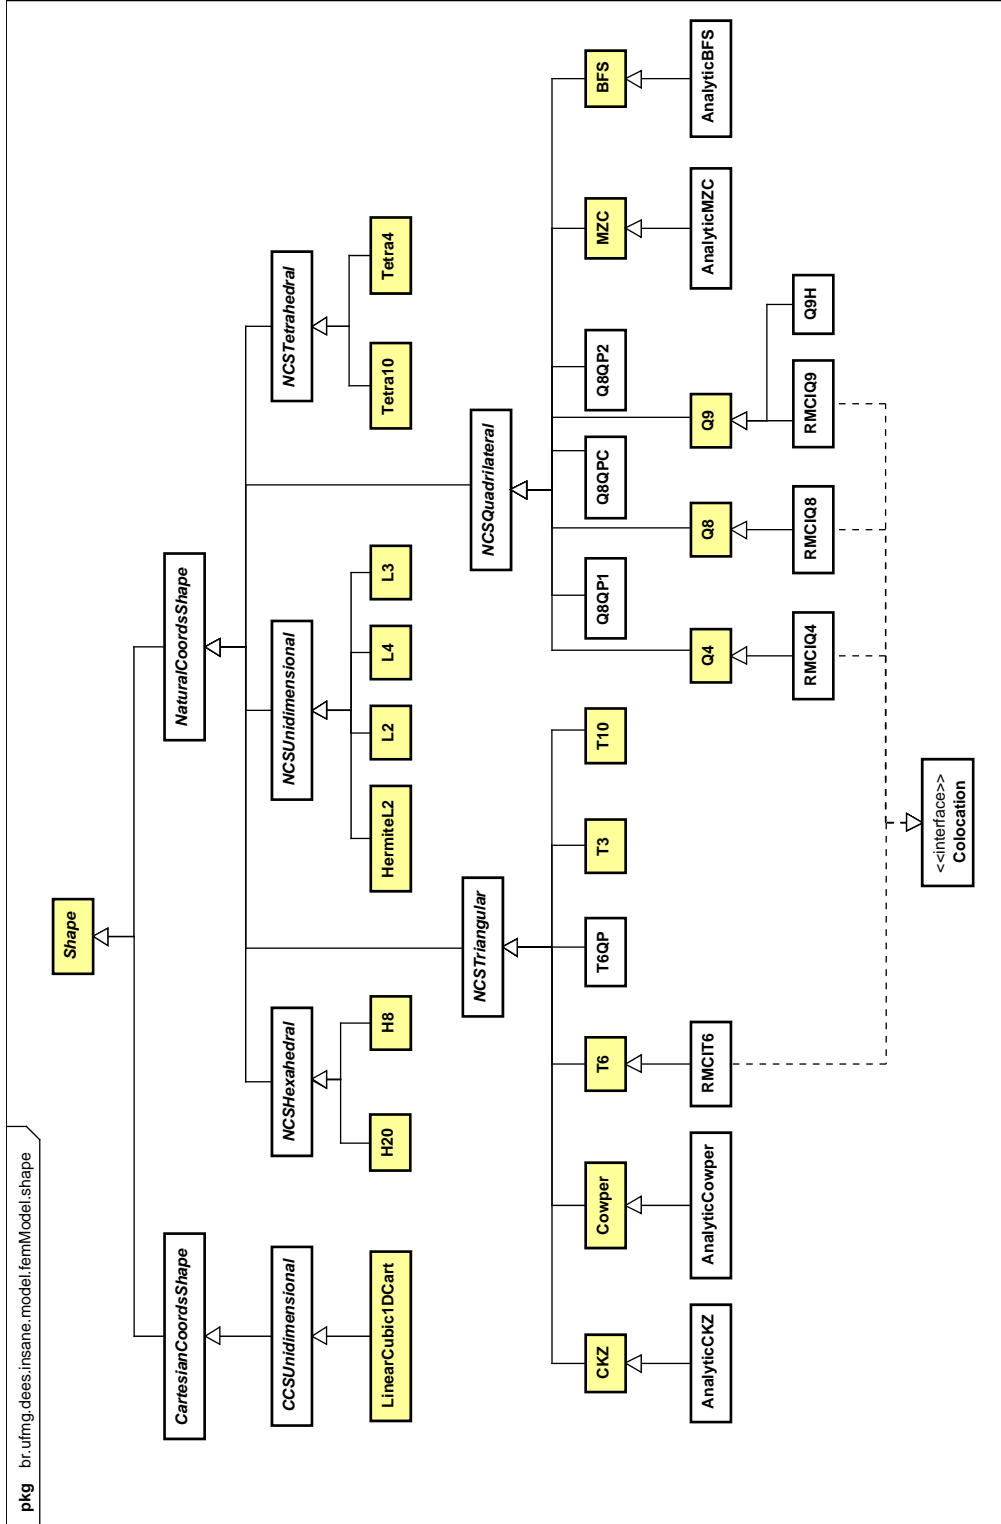 pkg br.ufmg.dees.insane.model.femModel.shape
Shape
CartesianCoordsShape
NaturalCoordsShape
CCSUnidimensional
NCSHexahedral
NCSUnidimensional
NCSTetrahedral
LinearCubic1DCart
H20
H8
HermiteL2
L2
L4
L3
Tetra10
Tetra4
NCSTriangular
NCSQuadrilateral
CKZ
Cowper
T6
T6QP
T3
T10
Q8QP1
Q8QPC
Q8QP2
MZC
BFS
AnalyticCKZ
AnalyticCowper
RMCIT6
Q4
Q8
Q9
AnalyticMZC
AnalyticBFS
RMCIQ4
RMCIQ8
RMCIQ9
Q9H
<<interface>>
Colocation